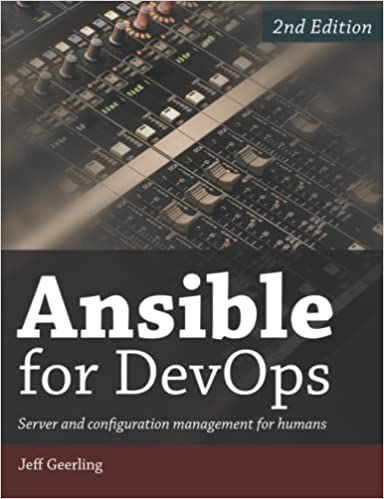 2nd Edition
Ansible
for DevOps
Server and configuration management for humans
Jeff Geerling